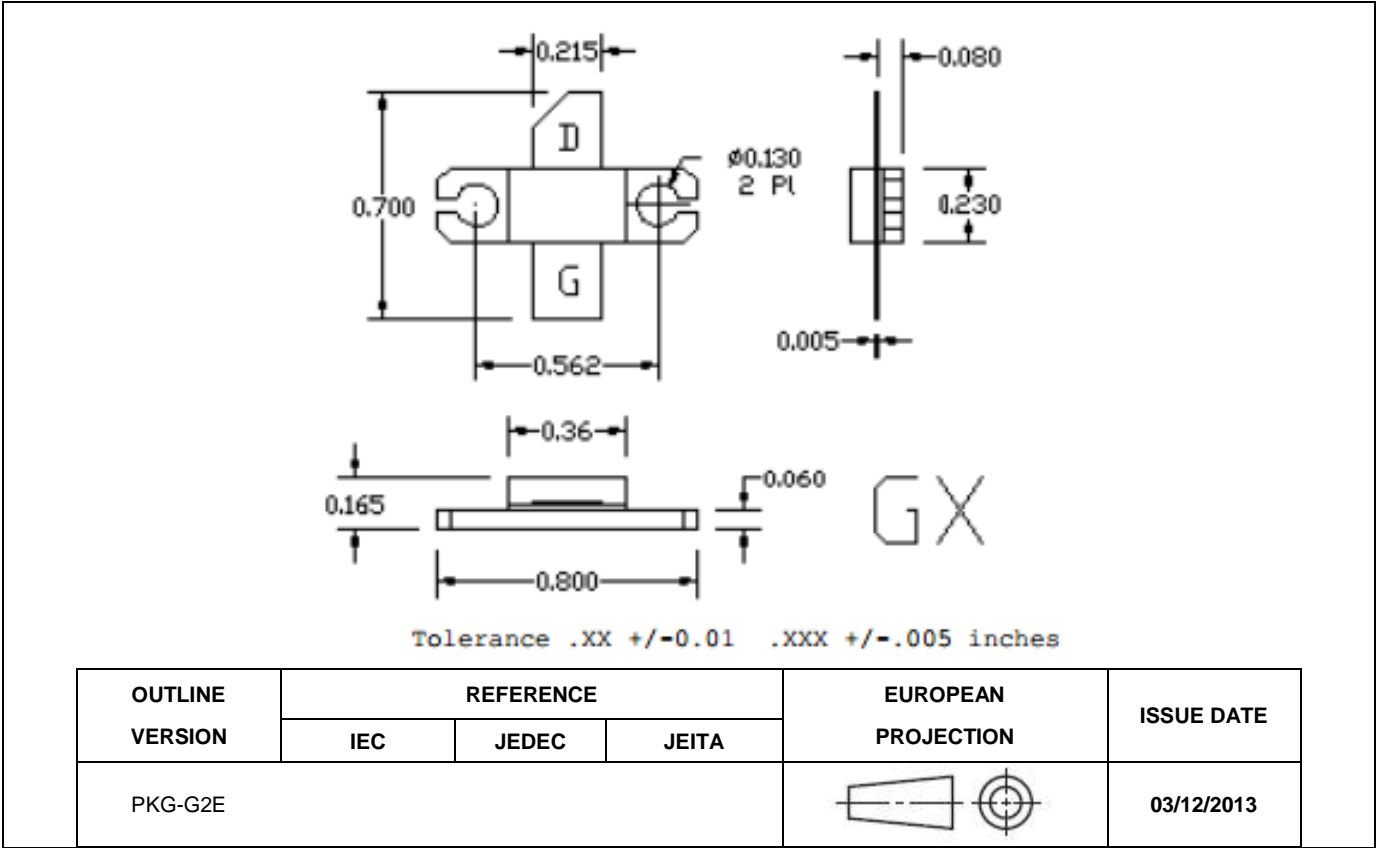 0.215
0.080
D
ø0.130
2 Pl
0.700
0.230
G
0.005
0.562
0.36
0.060
0.165
GX
0.800
Tolerance .XX +/-0.01 .XXX +/-.005 inches
OUTLINE
VERSION
REFERENCE
EUROPEAN
PROJECTION
ISSUE DATE
IEC
JEDEC
JEITA
PKG-G2E
03/12/2013